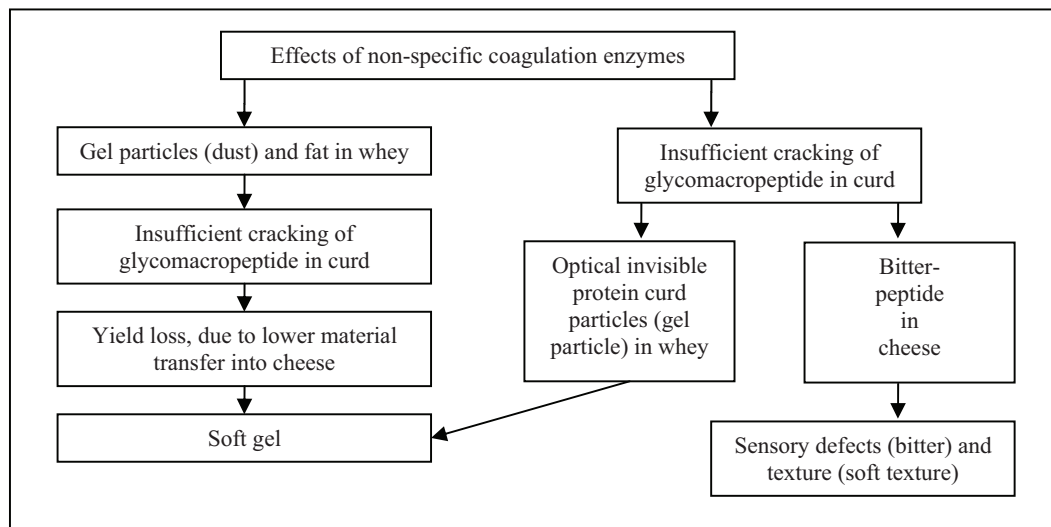 Effects of non-specific coagulation enzymes
Gel particles (dust) and fat in whey
Insufficient cracking of
glycomacropeptide in curd
Yield loss, due to lower material
transfer into cheese
Soft gel
Insufficient cracking of
glycomacropeptide in curd
Optical invisible
protein curd
particles (gel
particle) in whey
Bitter-
peptide
in
cheese
Sensory defects (bitter) and
texture (soft texture)